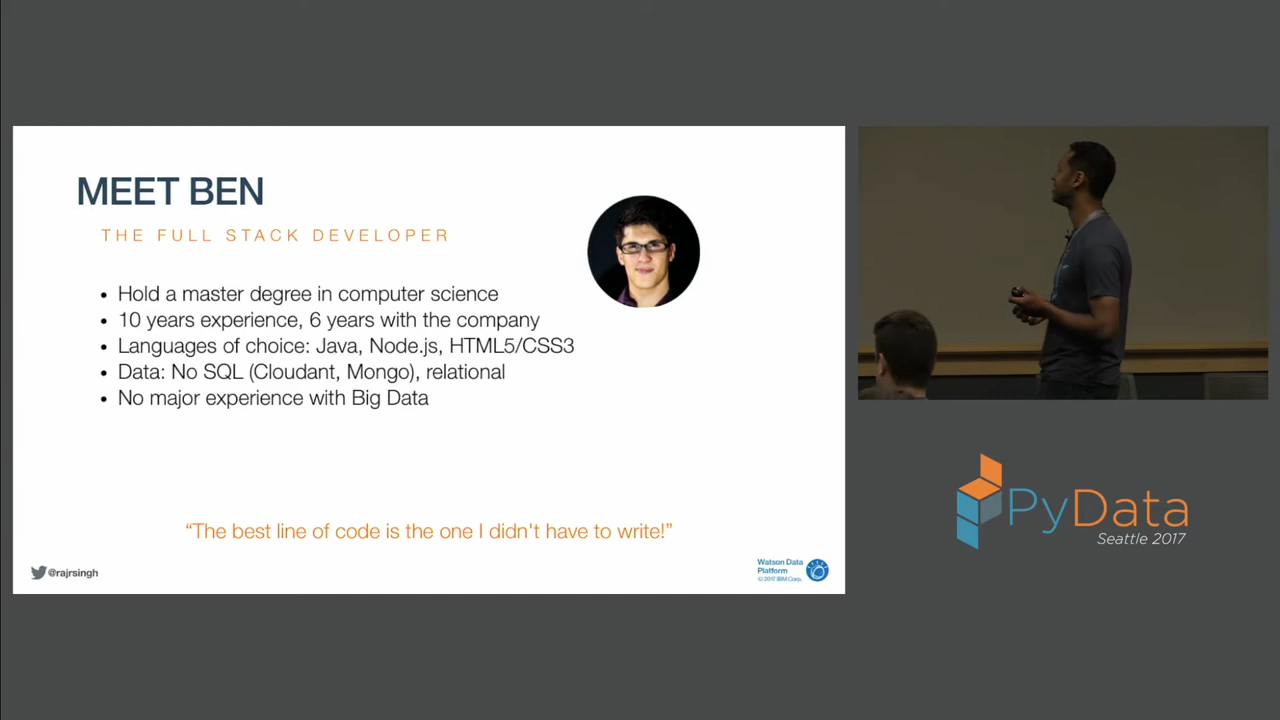 MEET BEN
THE FULL STACK DEVELOPER
• Hold a master degree in computer science
• 10 years experience, 6 years with the company
• Languages of choice: Java, Node.js, HTML5/CSS3
• Data: No SQL (Cloudant, Mongo), relational
• No major experience with Big Data
“The best line of code is the one I didn't have to write!”
@rajrsingh
Watson Data
Platform
© 2017 IBM Corp.
PyData
Seattle 2017